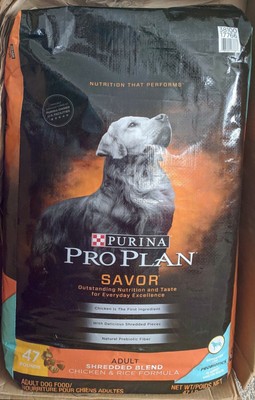 NUTRITION THAT PERFORMS
PURINA
PRO PLAN
SAVOR
Outstanding Nutrition and Taste
for Everyday Excellence
Chicken Is The First Ingredient
With Delicious Shredded Pieces
Natural Prebiotic Fiber
47
ADULT
SHREDDED BLEND
CHICKEN & RICE FORMULA
ADULT DOG FOOD/
NOURRITURE POUR CHIENS ADULTES
NET WT/POIDS NET